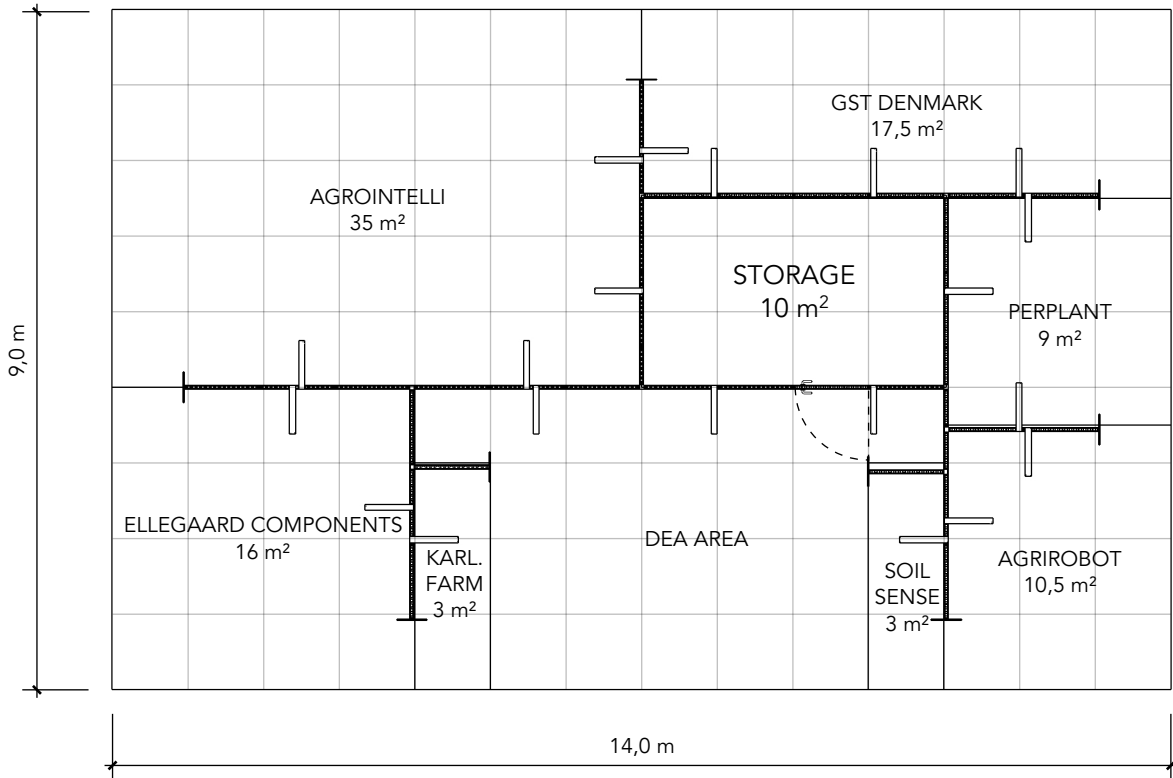 GST DENMARK
17,5 m²
AGROINTELLI
35 m²
STORAGE
10 m²
PERPLANT
9 m²
9,0 m
ELLEGAARD COMPONENTS
16 m²
KARL.
FARM
3 m²
DEA AREA
SOIL
SENSE
3 m²
AGRIROBOT
10,5 m²
14,0 m